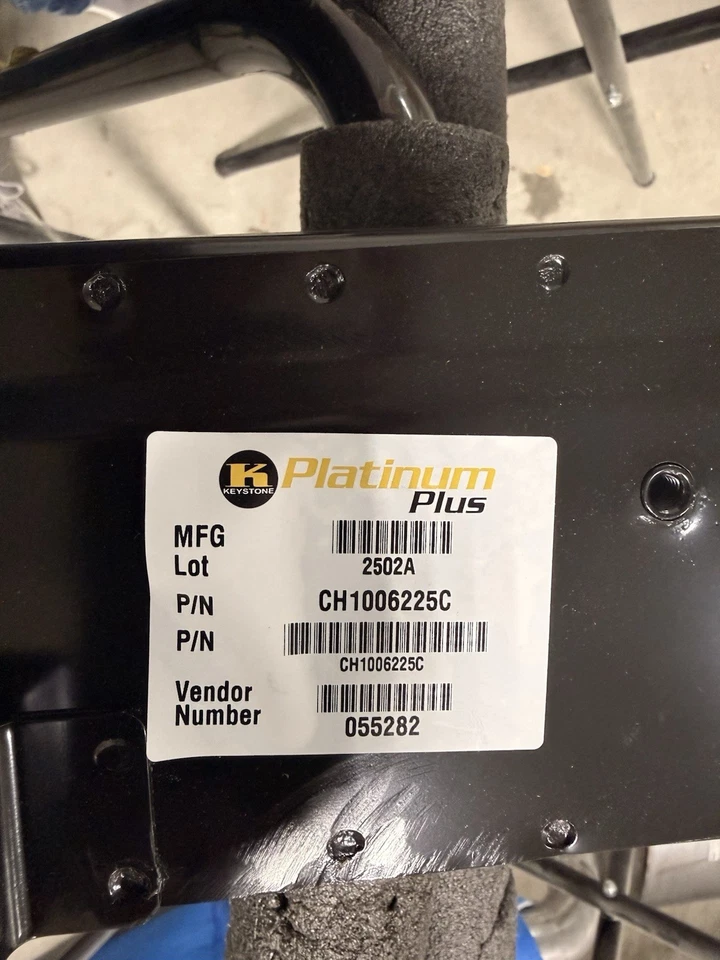 K Platinum
KEYSTONE Plus
MFG
Lot 2502A
P/N CH1006225C
P/N
CH1006225C
Vendor
Number 055282